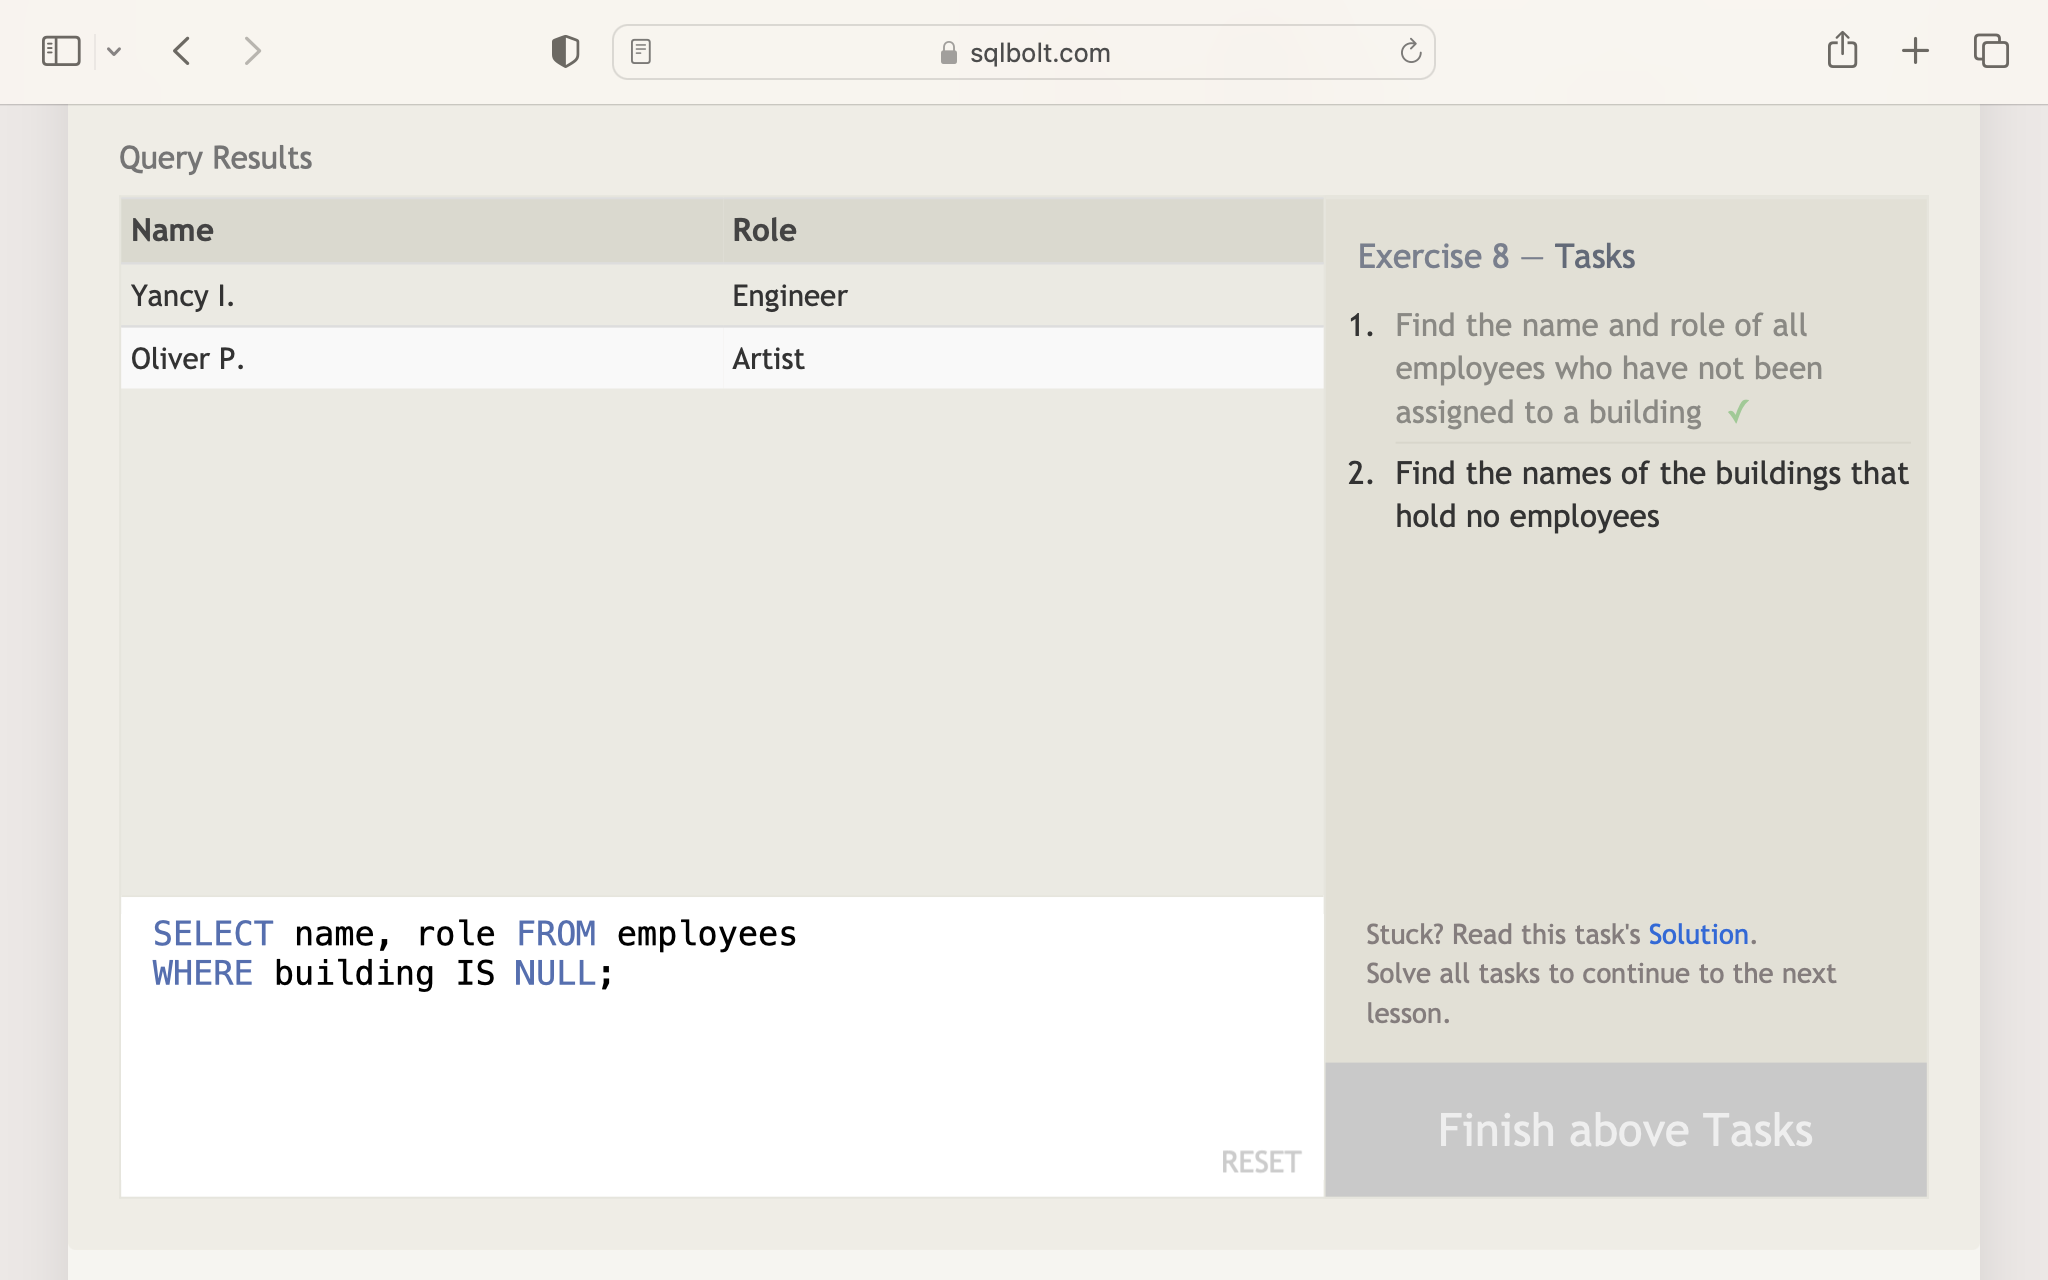 sqlbolt.com
Query Results
Name Role
Yancy I. Engineer
Oliver P. Artist
SELECT name, role FROM employees
WHERE building IS NULL;
RESET
Exercise 8 — Tasks
1. Find the name and role of all
employees who have not been
assigned to a building ✓
2. Find the names of the buildings that
hold no employees
Stuck? Read this task's Solution.
Solve all tasks to continue to the next
lesson.
Finish above Tasks